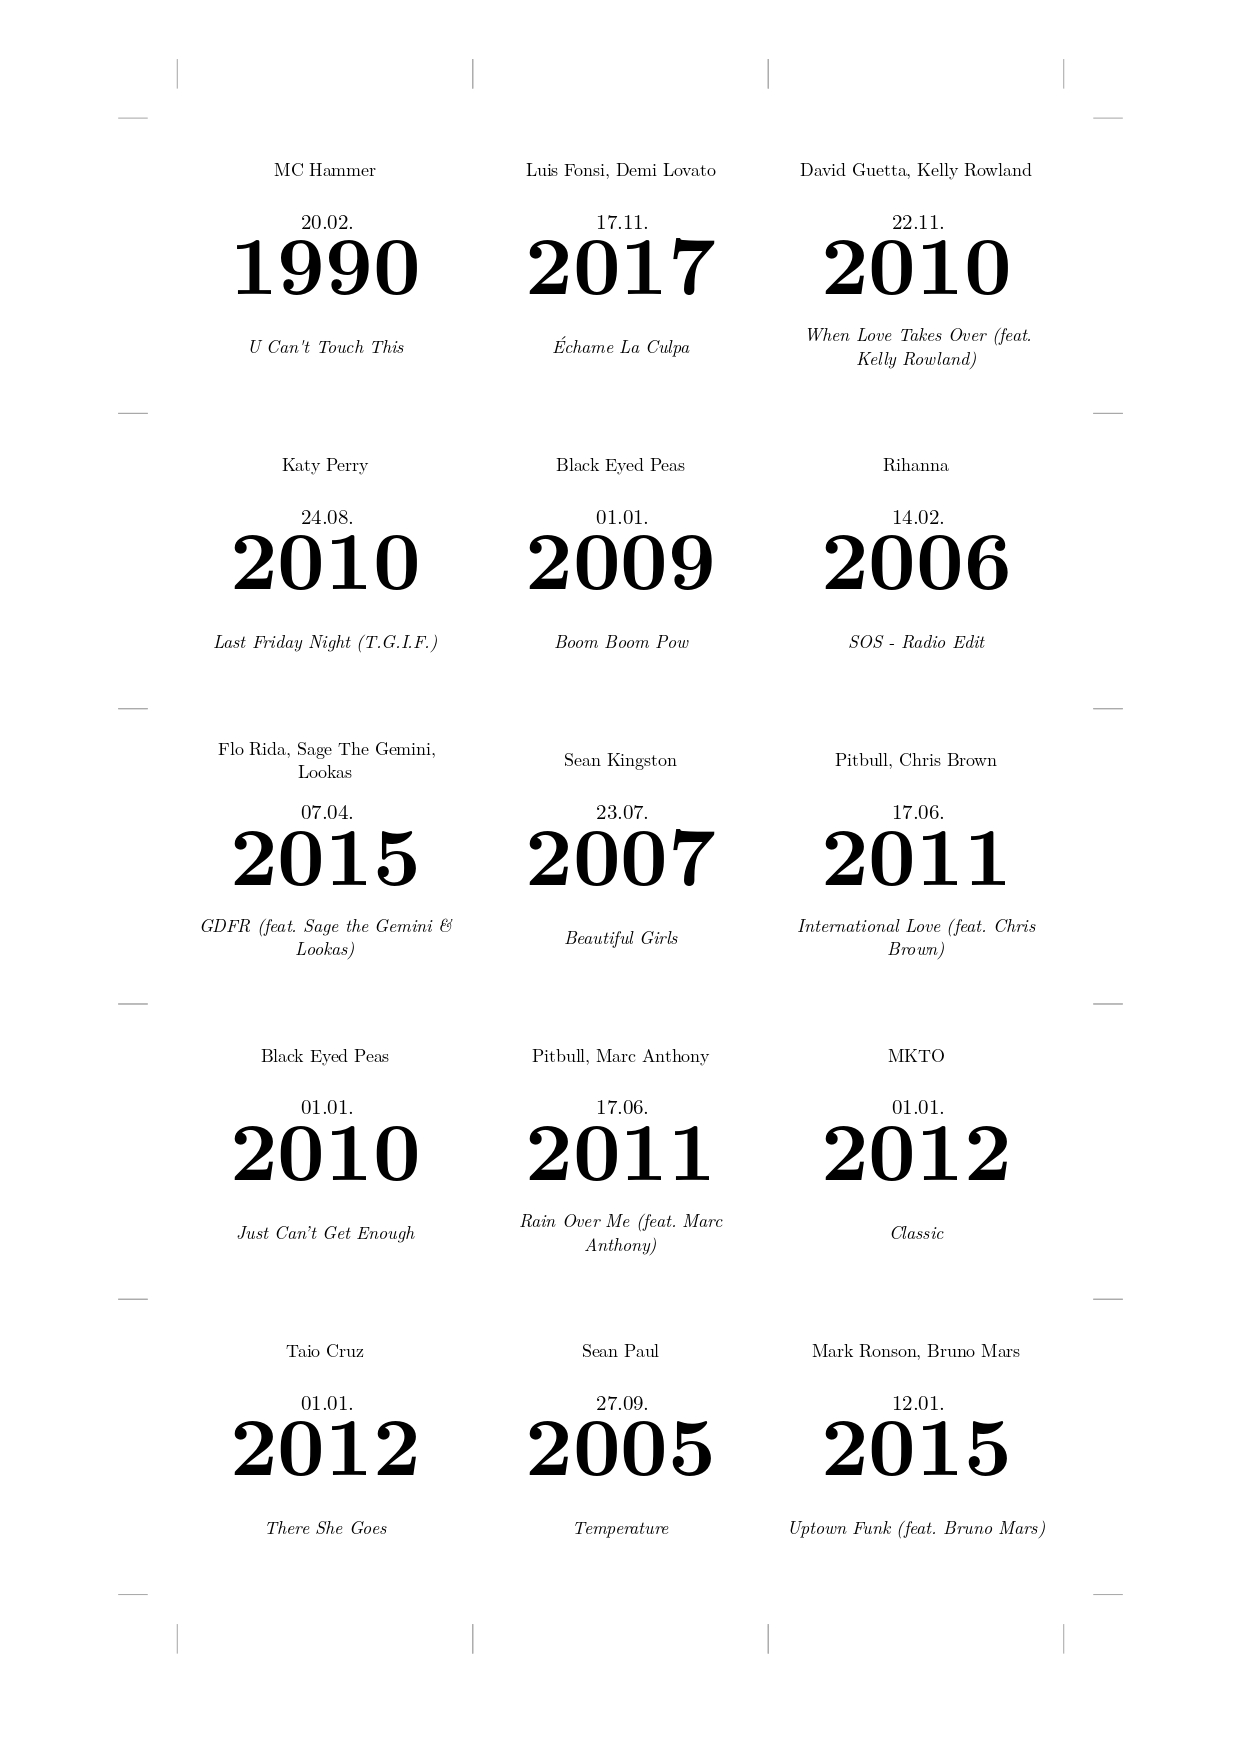 MC Hammer
20.02.
1990
U Can't Touch This
Luis Fonsi, Demi Lovato
17.11.
2017
Échame La Culpa
David Guetta, Kelly Rowland
22.11.
2010
When Love Takes Over (feat.
Kelly Rowland)
Katy Perry
24.08.
2010
Last Friday Night (T.G.I.F.)
Black Eyed Peas
01.01.
2009
Boom Boom Pow
Rihanna
14.02.
2006
SOS - Radio Edit
Flo Rida, Sage The Gemini,
Lookas
07.04.
2015
GDFR (feat. Sage the Gemini &
Lookas)
Sean Kingston
23.07.
2007
Beautiful Girls
Pitbull, Chris Brown
17.06.
2011
International Love (feat. Chris
Brown)
Black Eyed Peas
01.01.
2010
Just Can’t Get Enough
Pitbull, Marc Anthony
17.06.
2011
Rain Over Me (feat. Marc
Anthony)
MKTO
01.01.
2012
Classic
Taio Cruz
01.01.
2012
There She Goes
Sean Paul
27.09.
2005
Temperature
Mark Ronson, Bruno Mars
12.01.
2015
Uptown Funk (feat. Bruno Mars)